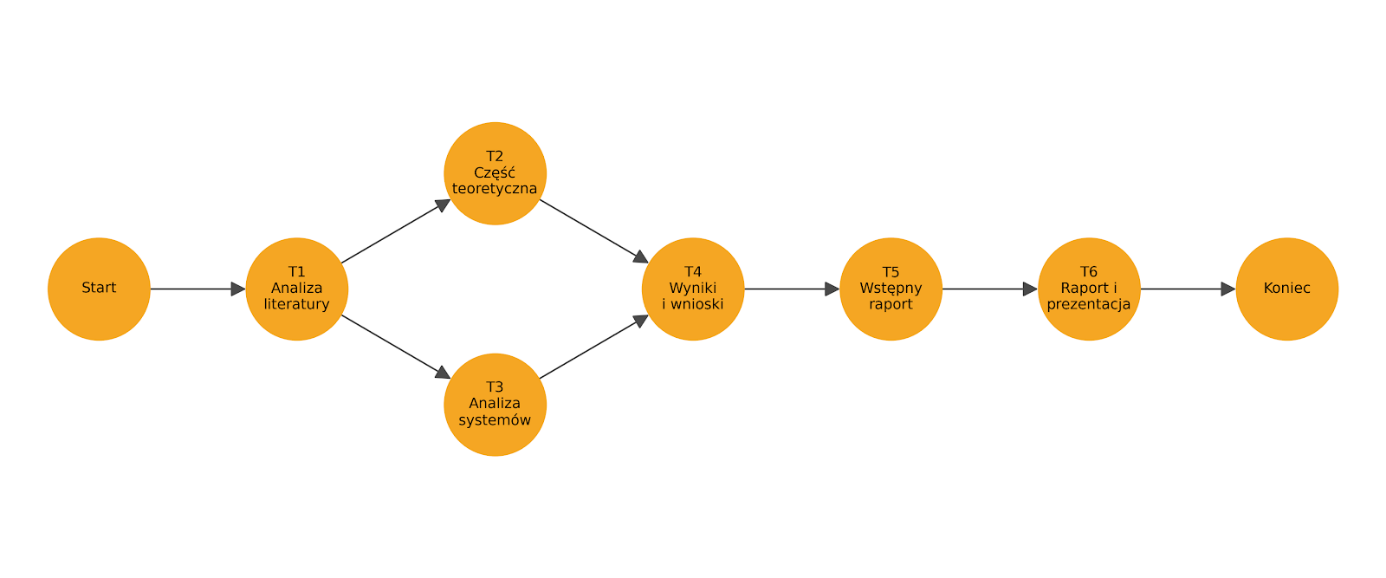 Start
T1
Analiza
literatury
T2
Część
teoretyczna
T3
Analiza
systemów
T4
Wyniki
i wnioski
T5
Wstępny
raport
T6
Raport i
prezentacja
Koniec